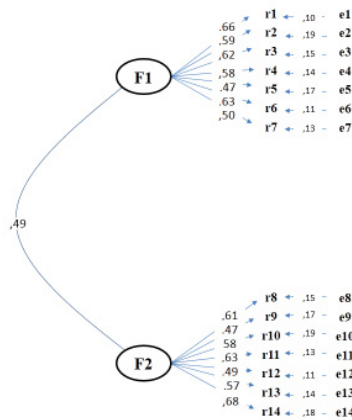 .66 r1 ,10 e1
.59 r2 ,19 e2
.62 r3 ,15 e3
F1
.58 r4 ,14 e4
.47 r5 ,17 e5
.63 r6 ,11 e6
,50 r7 ,13 e7
,49
.61 r8 ,15 e8
.47 r9 ,17 e9
58 r10 ,19 e10
F2
.63 r11 ,13 e11
.49 r12 ,11 e12
.57 r13 ,14 e13
,68 r14 ,18 e14